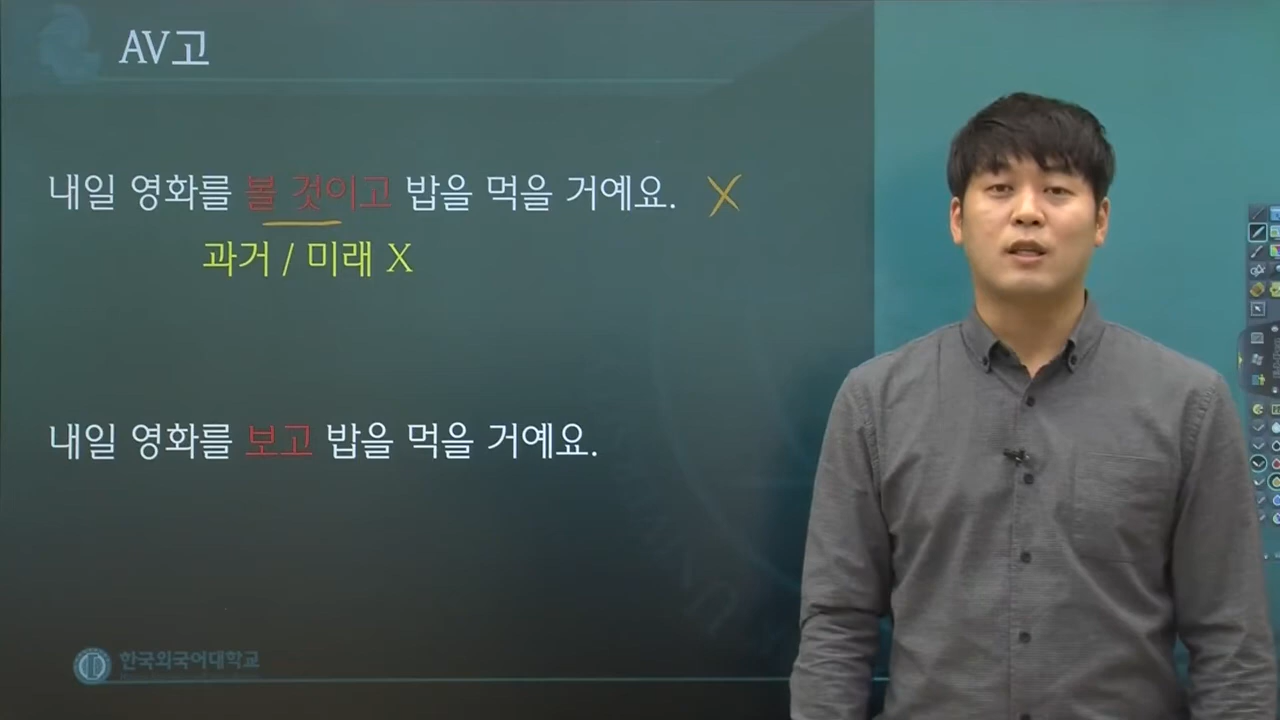 AV고
내일 영화를 볼 것이고 밥을 먹을 거예요. X
과거 / 미래 X
내일 영화를 보고 밥을 먹을 거예요.
한국외국어대학교